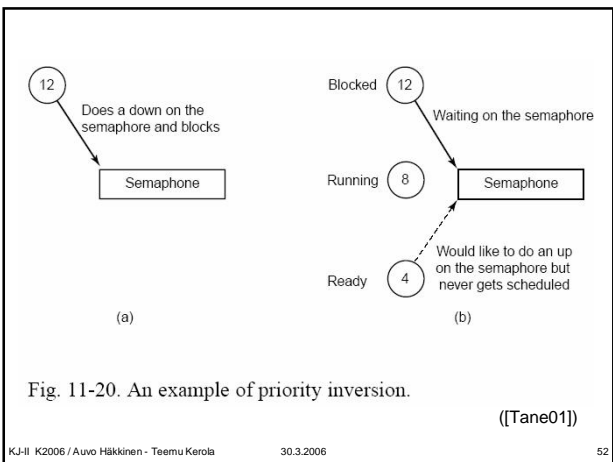 12
Does a down on the
semaphore and blocks
Semaphone
(a)
Blocked 12
Waiting on the semaphore
Running 8 Semaphone
Would like to do an up
on the semaphore but
never gets scheduled
Ready 4
(b)
Fig. 11-20. An example of priority inversion.
([Tane01])
KJ-II K2006 / Auvo Häkkinen - Teemu Kerola 30.3.2006 52